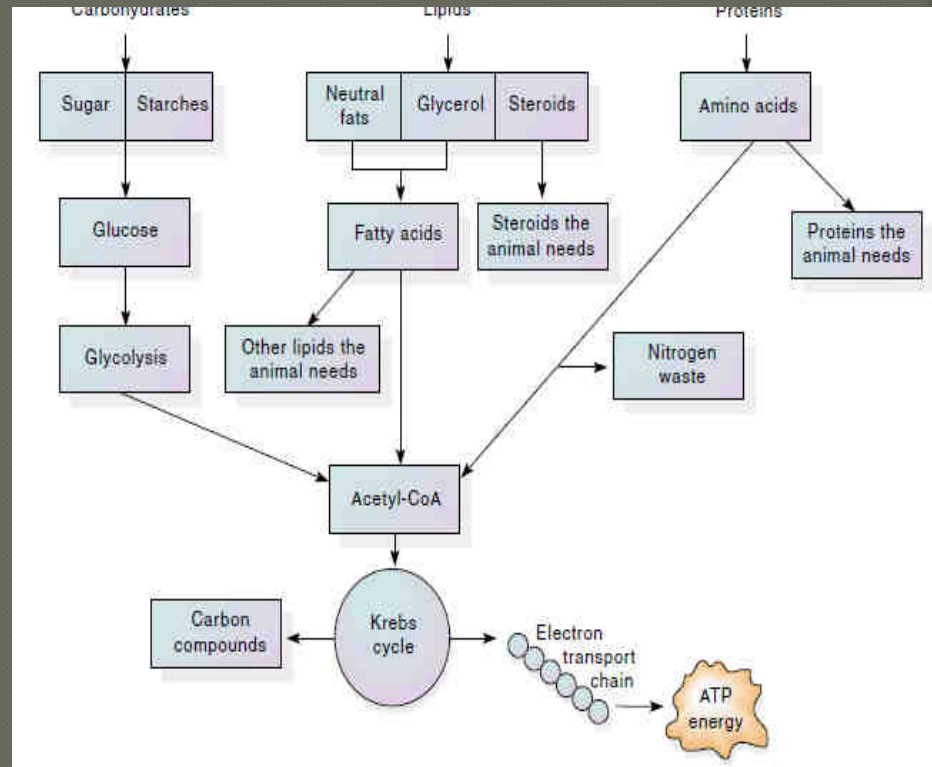 Carbohydrates
Lipids
Proteins
Sugar
Starches
Neutral
fats
Glycerol
Steroids
Amino acids
Glucose
Fatty acids
Steroids the
animal needs
Proteins the
animal needs
Glycolysis
Other lipids the
animal needs
Nitrogen
waste
Acetyl-CoA
Carbon
compounds
Krebs
cycle
Electron
transport
chain
ATP
energy